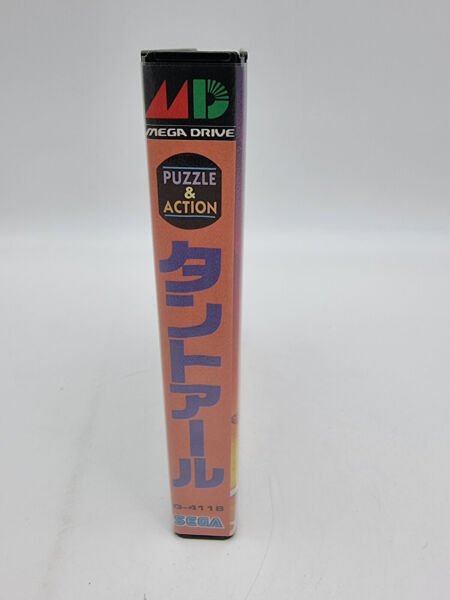 MD
MEGA DRIVE
PUZZLE
&
ACTION
タントアール
G-4118
SEGA